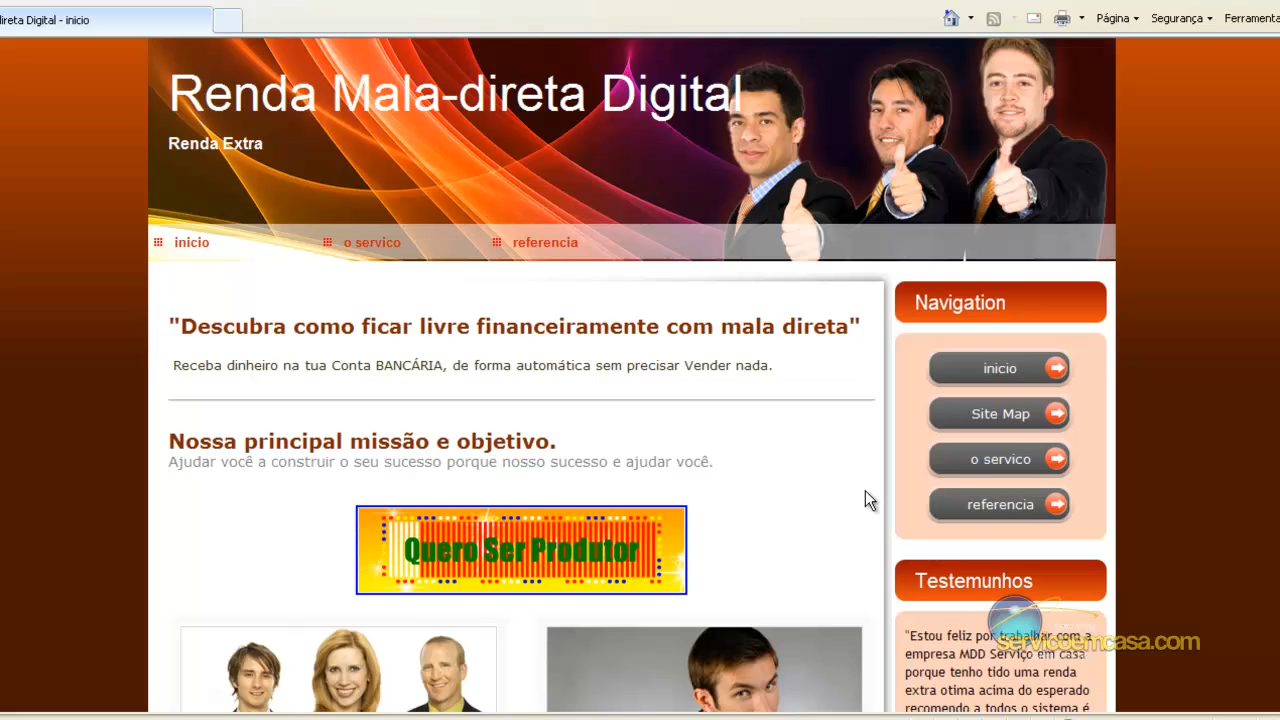 ireta Digital - inicio
Página
Segurança
Ferramenta
Renda Mala-direta Digital
Renda Extra
inicio
o servico
referencia
"Descubra como ficar livre financeiramente com mala direta"
Receba dinheiro na tua Conta BANCÁRIA, de forma automática sem precisar Vender nada.
Nossa principal missão e objetivo.
Ajudar você a construir o seu sucesso porque nosso sucesso e ajudar você.
Quero Ser Produtor
Navigation
inicio
Site Map
o servico
referencia
Testemunhos
"Estou feliz por trabalhar com a
empresa MDD Serviço em casa
porque tenho tido uma renda
extra otima acima do esperado
recomendo a todos o sistema é
servicoemcasa.com